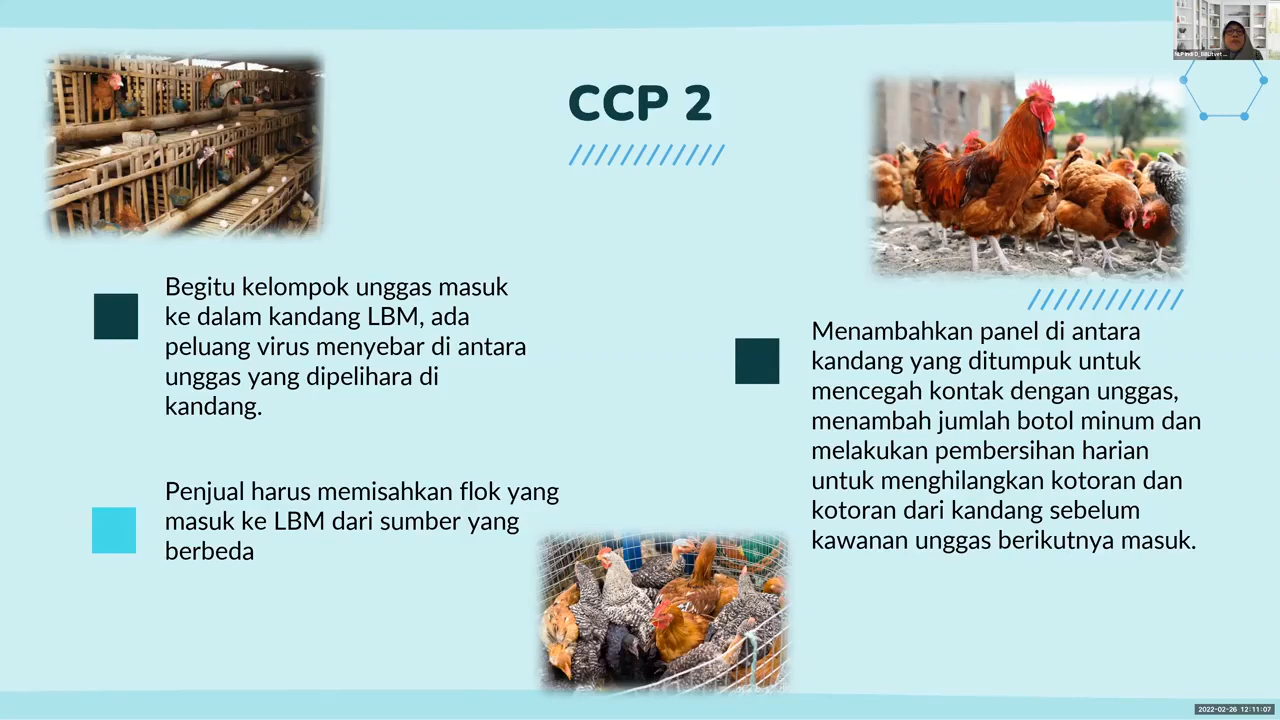 CCP 2
Begitu kelompok unggas masuk
ke dalam kandang LBM, ada
peluang virus menyebar di antara
unggas yang dipelihara di
kandang.
Penjual harus memisahkan flok yang
masuk ke LBM dari sumber yang
berbeda
Menambahkan panel di antara
kandang yang ditumpuk untuk
mencegah kontak dengan unggas,
menambah jumlah botol minum dan
melakukan pembersihan harian
untuk menghilangkan kotoran dan
kotoran dari kandang sebelum
kawanan unggas berikutnya masuk.
2022-02-26 12:11:07